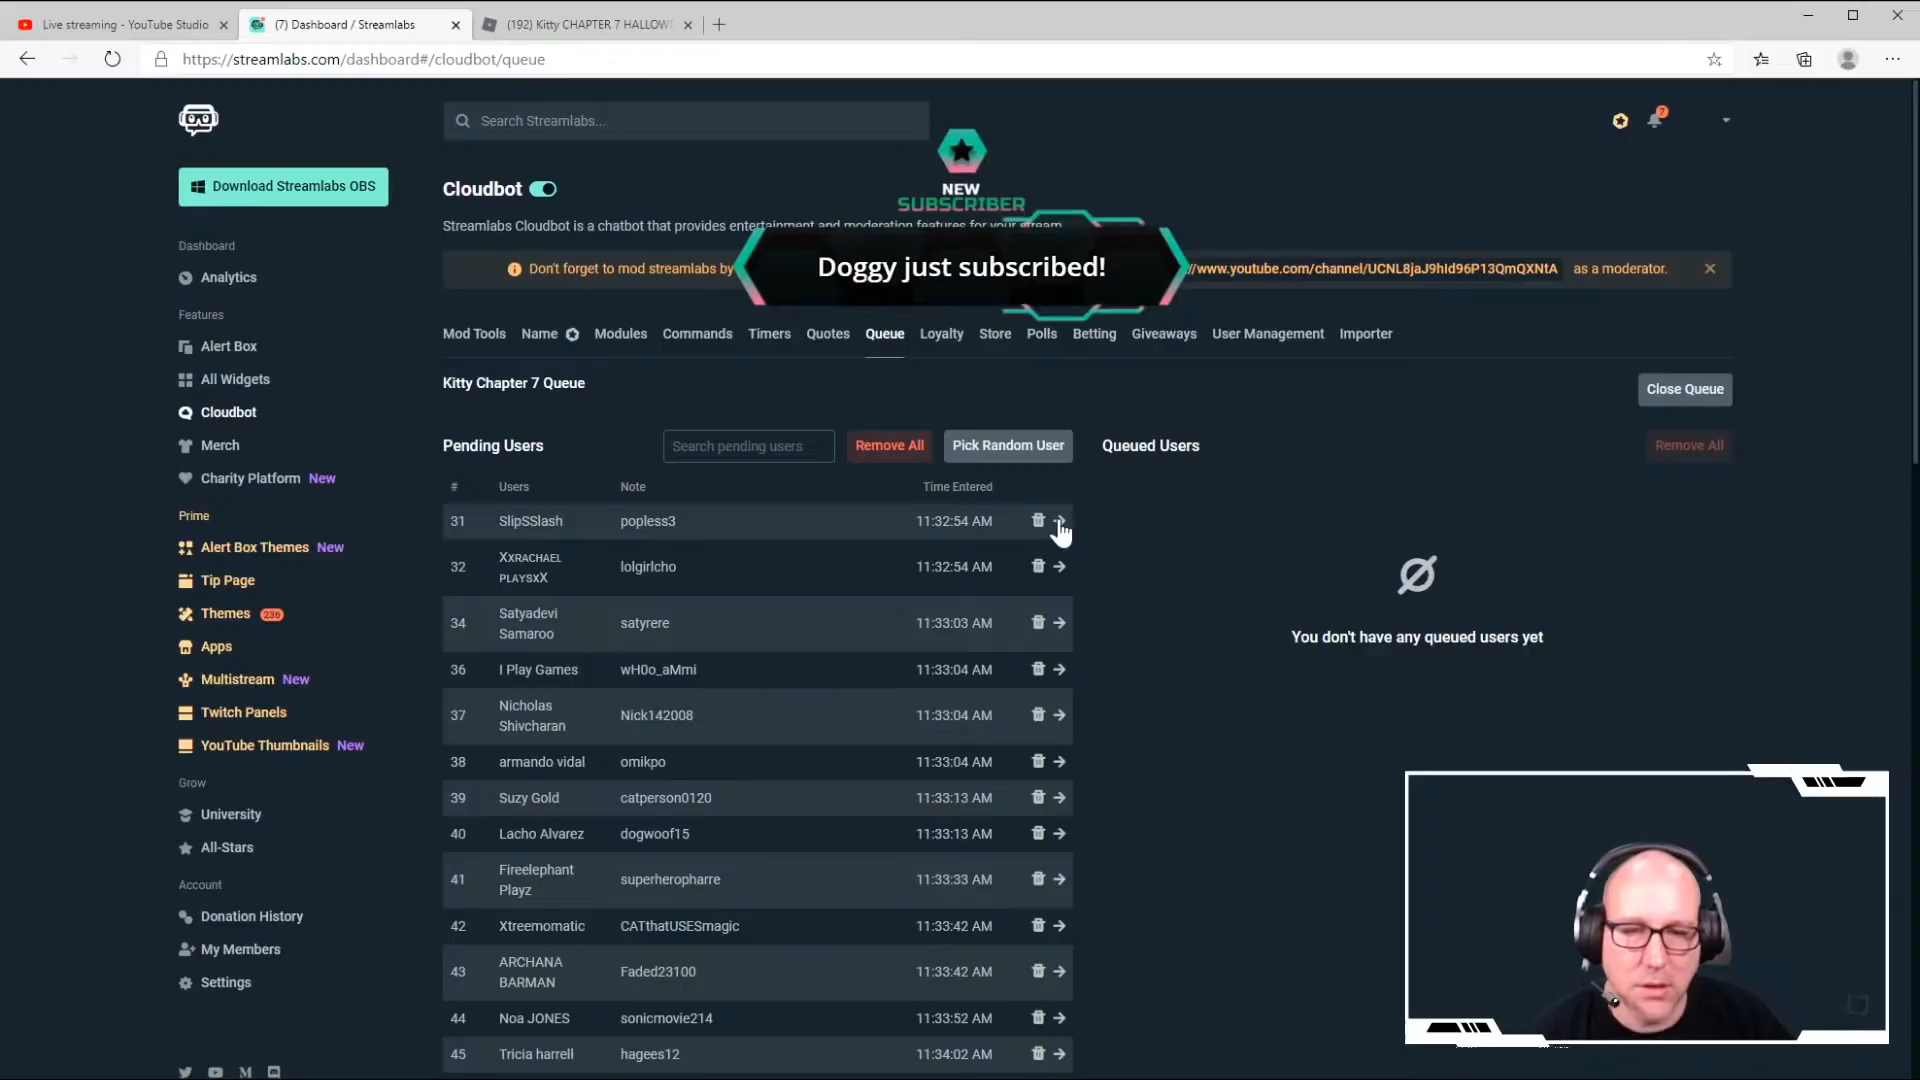 Live streaming - YouTube Studio
(7) Dashboard / Streamlabs
(192) Kitty CHAPTER 7 HALLOWE
https://streamlabs.com/dashboard#/cloudbot/queue
Search Streamlabs...
7
Download Streamlabs OBS
Dashboard
Analytics
Features
Alert Box
All Widgets
Cloudbot
Merch
Charity Platform New
Prime
Alert Box Themes New
Tip Page
Themes 236
Apps
Multistream New
Twitch Panels
YouTube Thumbnails New
Grow
University
All-Stars
Account
Donation History
My Members
Settings
Cloudbot
Streamlabs Cloudbot is a chatbot that provides entertainment and moderation features for your stream
NEW
SUBSCRIBER
Doggy just subscribed!
Don't forget to mod streamlabs by //www.youtube.com/channel/UCNL8jaJ9hId96P13QmQXNtA as a moderator.
Mod Tools Name Modules Commands Timers Quotes Queue Loyalty Store Polls Betting Giveaways User Management Importer
Kitty Chapter 7 Queue
Close Queue
Pending Users
Search pending users
Remove All
Pick Random User
Queued Users
Remove All
# Users Note Time Entered
31 SlipSSlash popless3 11:32:54 AM
32 XxRACHAEL PLAYSxX lolgirlcho 11:32:54 AM
34 Satyadevi Samaroo satyrere 11:33:03 AM
36 I Play Games wH0o_aMmi 11:33:04 AM
37 Nicholas Shivcharan Nick142008 11:33:04 AM
38 armando vidal omikpo 11:33:04 AM
39 Suzy Gold catperson0120 11:33:13 AM
40 Lacho Alvarez dogwoof15 11:33:13 AM
41 Fireelephant Playz superheropharre 11:33:33 AM
42 Xtreemomatic CATthatUSESmagic 11:33:42 AM
43 ARCHANA BARMAN Faded23100 11:33:42 AM
44 Noa JONES sonicmovie214 11:33:52 AM
45 Tricia harrell hagees12 11:34:02 AM
You don't have any queued users yet